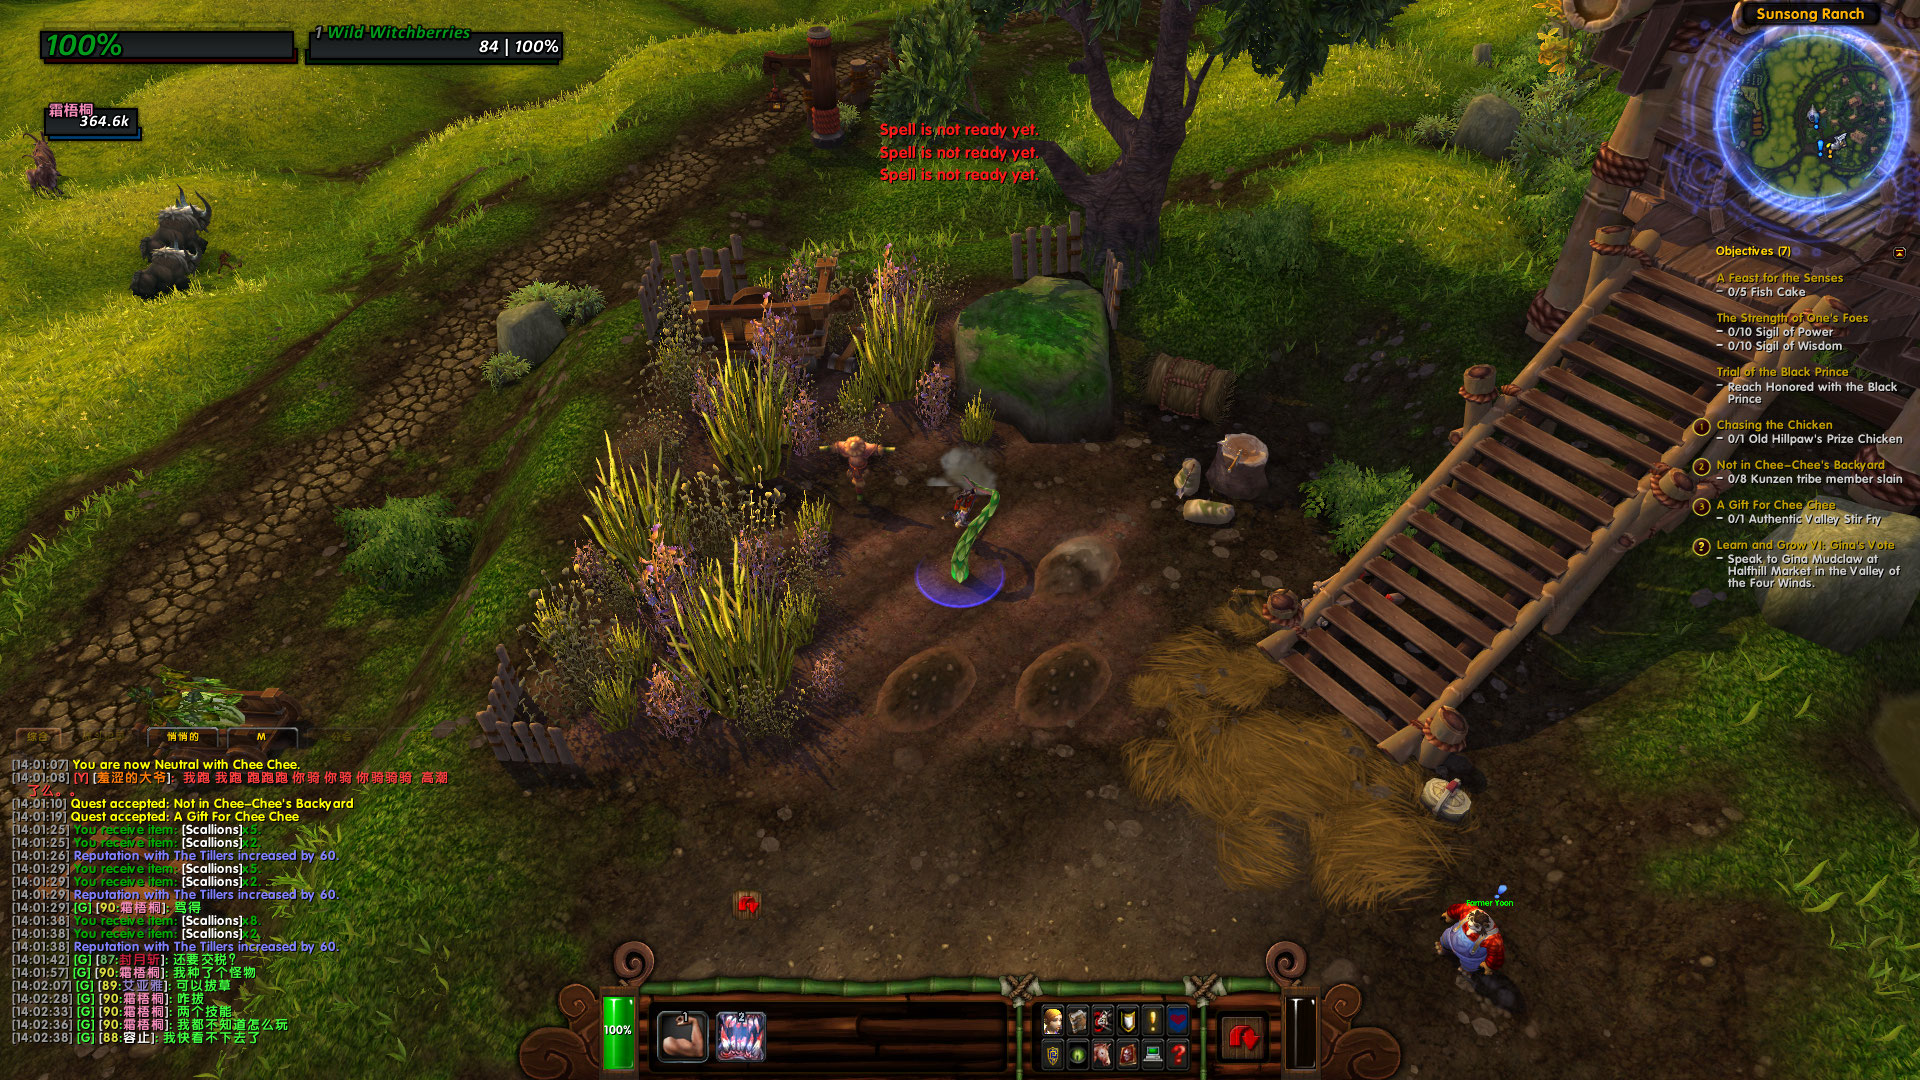 Sunsong Ranch
100%
1 Wild Witchberries
84 | 100%
霜梧桐
364.6k
Spell is not ready yet.
Spell is not ready yet.
Spell is not ready yet.
Objectives (7)
A Feast for the Senses
- 0/5 Fish Cake
The Strength of One's Foes
- 0/10 Sigil of Power
- 0/10 Sigil of Wisdom
Trial of the Black Prince
- Reach Honored with the Black
Prince
1 Chasing the Chicken
- 0/1 Old Hillpaw's Prize Chicken
2 Not in Chee-Chee's Backyard
- 0/8 Kunzen tribe member slain
3 A Gift For Chee Chee
- 0/1 Authentic Valley Stir Fry
? Learn and Grow VI: Gina's Vote
- Speak to Gina Mudclaw at
Halfhill Market in the Valley of
the Four Winds.
综合 悄悄的 M
[14:01:07] You are now Neutral with Chee Chee.
[14:01:08] [Y] [羞涩的大爷]: 我跑 我跑 跑跑跑 你骑 你骑 你骑骑骑 高潮
了么。。
[14:01:10] Quest accepted: Not in Chee-Chee's Backyard
[14:01:19] Quest accepted: A Gift For Chee Chee
[14:01:25] You receive item: [Scallions]x5.
[14:01:25] You receive item: [Scallions]x2.
[14:01:26] Reputation with The Tillers increased by 60.
[14:01:29] You receive item: [Scallions]x5.
[14:01:29] You receive item: [Scallions]x2.
[14:01:29] Reputation with The Tillers increased by 60.
[14:01:29] [G] [90:霜梧桐]: 骂得
[14:01:38] You receive item: [Scallions]x8.
[14:01:38] You receive item: [Scallions]x2.
[14:01:38] Reputation with The Tillers increased by 60.
[14:01:42] [G] [87:封月斩]: 还要交税?
[14:01:57] [G] [90:霜梧桐]: 我种了个怪物
[14:02:07] [G] [89:艾亚雅]: 可以拔草
[14:02:28] [G] [90:霜梧桐]: 咋拔
[14:02:33] [G] [90:霜梧桐]: 两个技能
[14:02:36] [G] [90:霜梧桐]: 我都不知道怎么玩
[14:02:38] [G] [88:容止]: 我快看不下去了
Farmer Yoon
100%
1
2